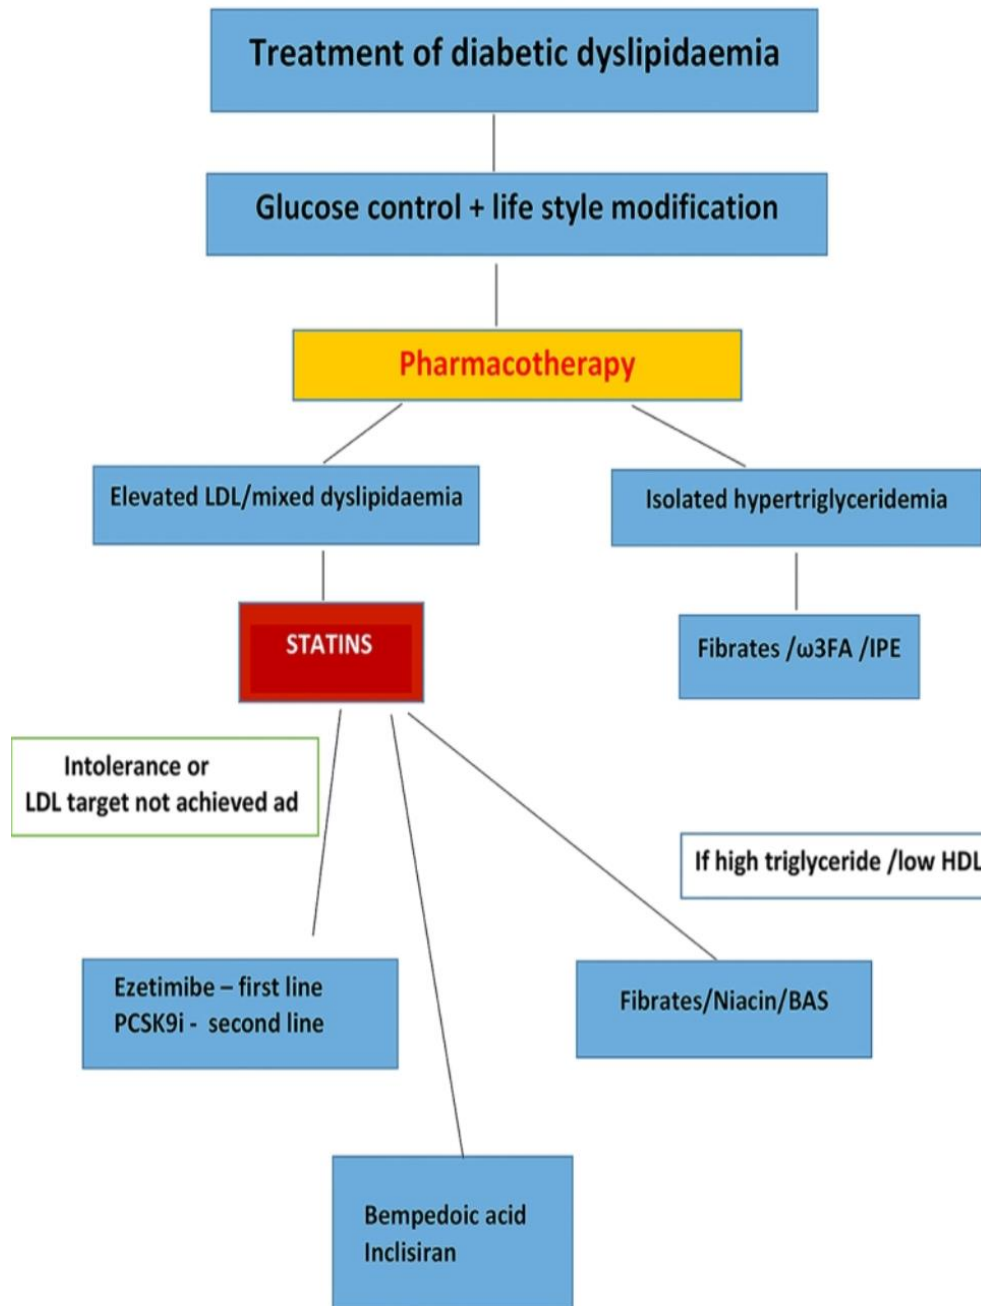 Treatment of diabetic dyslipidaemia
Glucose control + life style modification
Pharmacotherapy
Elevated LDL/mixed dyslipidaemia
Isolated hypertriglyceridemia
STATINS
Fibrates /ω3FA /IPE
Intolerance or
LDL target not achieved ad
If high triglyceride /low HDL
Ezetimibe – first line
PCSK9i - second line
Fibrates/Niacin/BAS
Bempedoic acid
Inclisiran